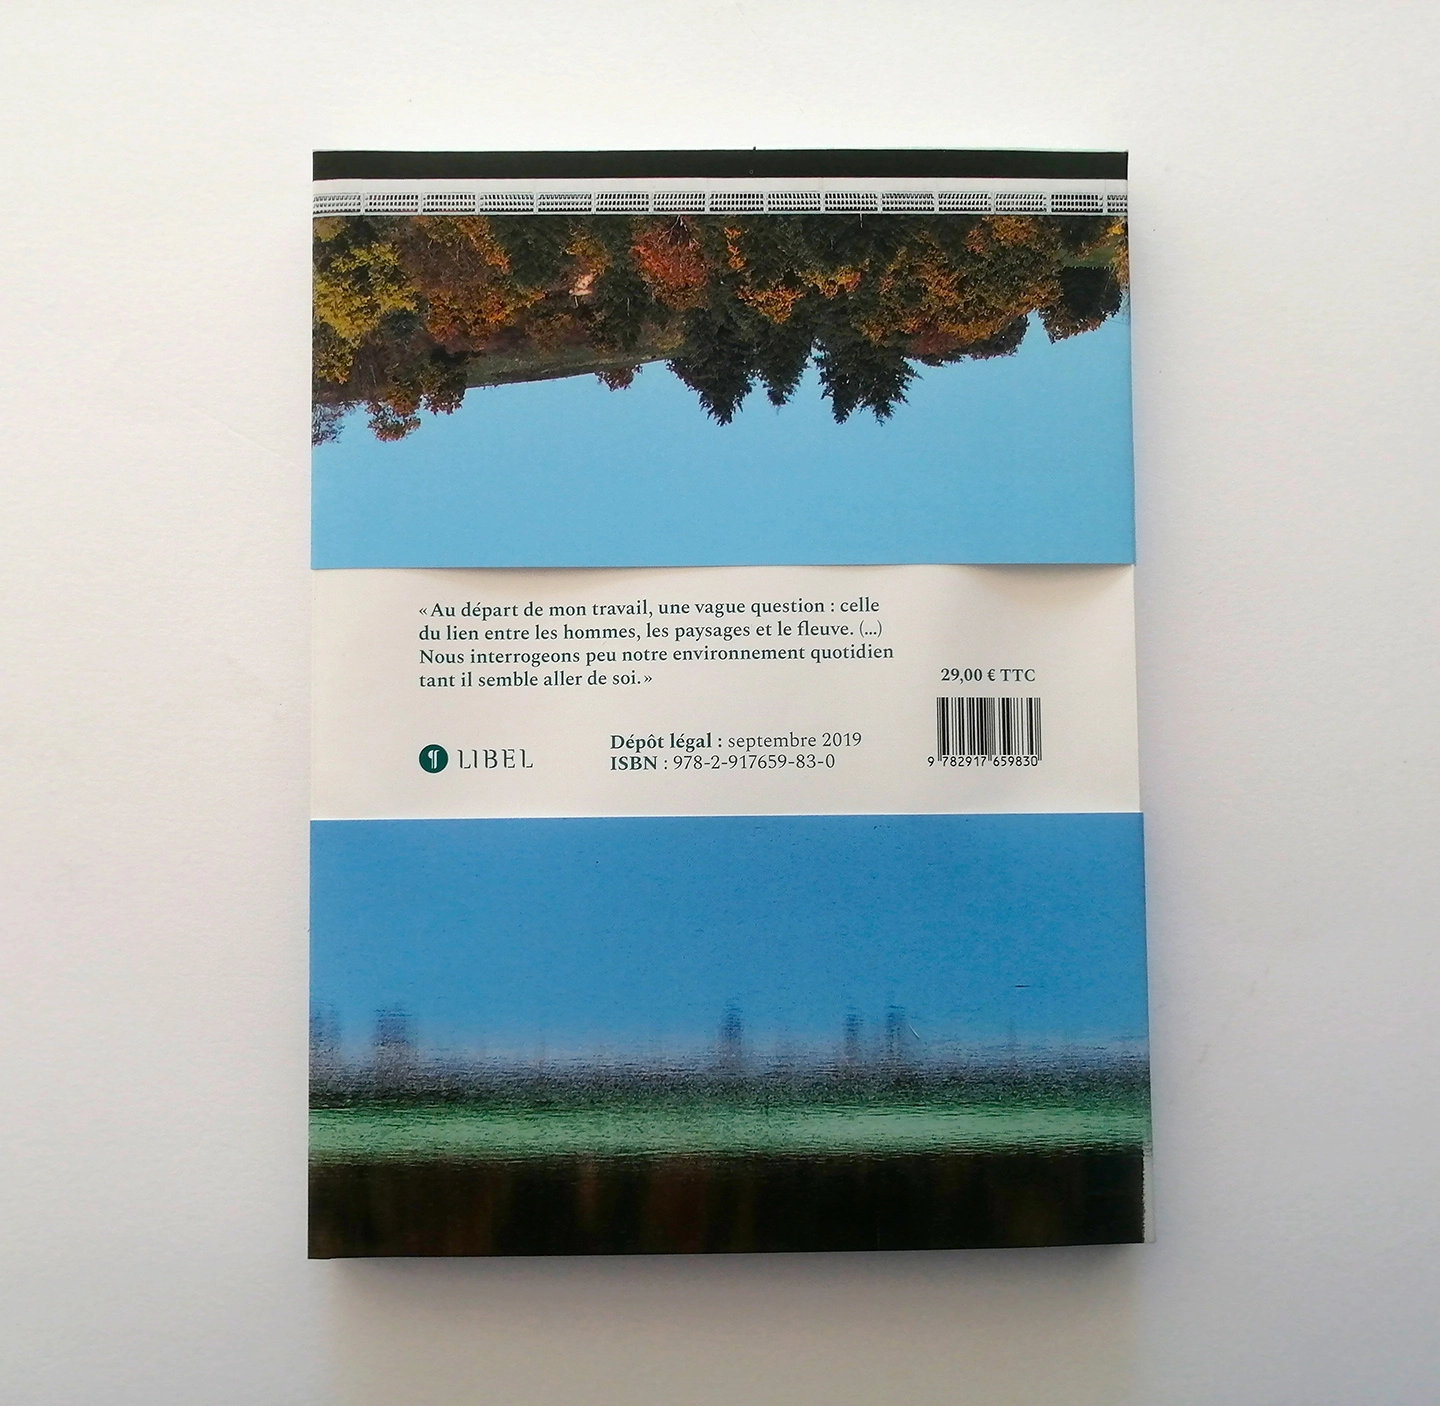 « Au départ de mon travail, une vague question : celle
du lien entre les hommes, les paysages et le fleuve. (...)
Nous interrogeons peu notre environnement quotidien
tant il semble aller de soi. »
29,00 € TTC
¶ LIBEL
Dépôt légal : septembre 2019
ISBN : 978-2-917659-83-0
9 782917 659830